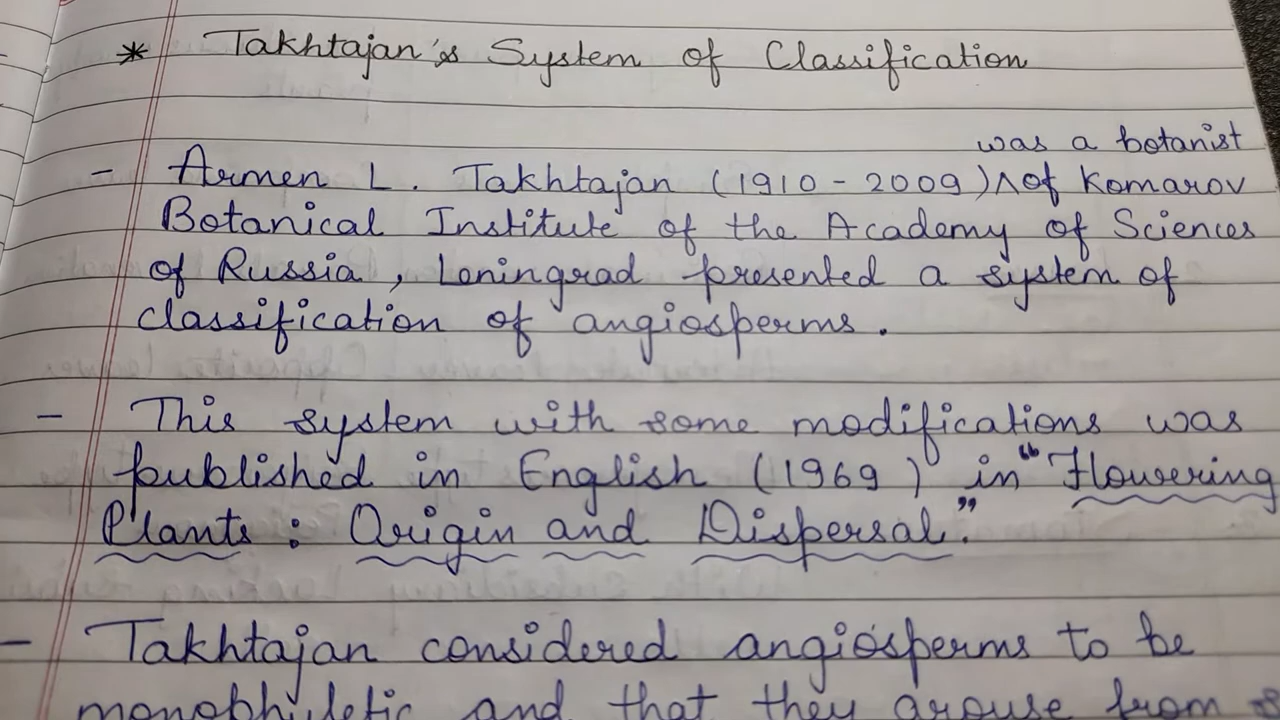 * Takhtajan's System of Classification
was a botanist
- Armen L. Takhtajan (1910-2009) ∧ of Komarov
Botanical Institute of the Academy of Sciences
of Russia, Leningrad presented a system of
classification of angiosperms.
- This system with some modifications was
published in English (1969) in "Flowering
Plants : Origin and Dispersal."
- Takhtajan considered angiosperms to be
monophyletic and that they arouse from